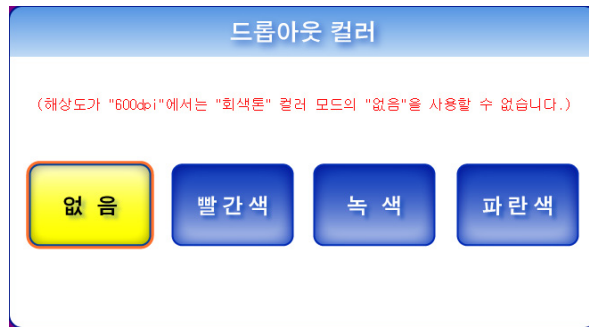 드롭아웃 컬러
(해상도가 "600dpi"에서는 "회색톤" 컬러 모드의 "없음"을 사용할 수 없습니다.)
없 음 빨간색 녹 색 파란색